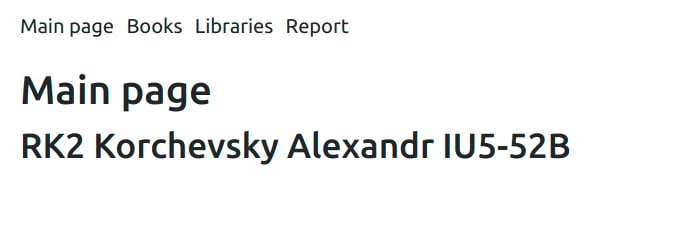 Main page Books Libraries Report
Main page
RK2 Korchevsky Alexandr IU5-52B